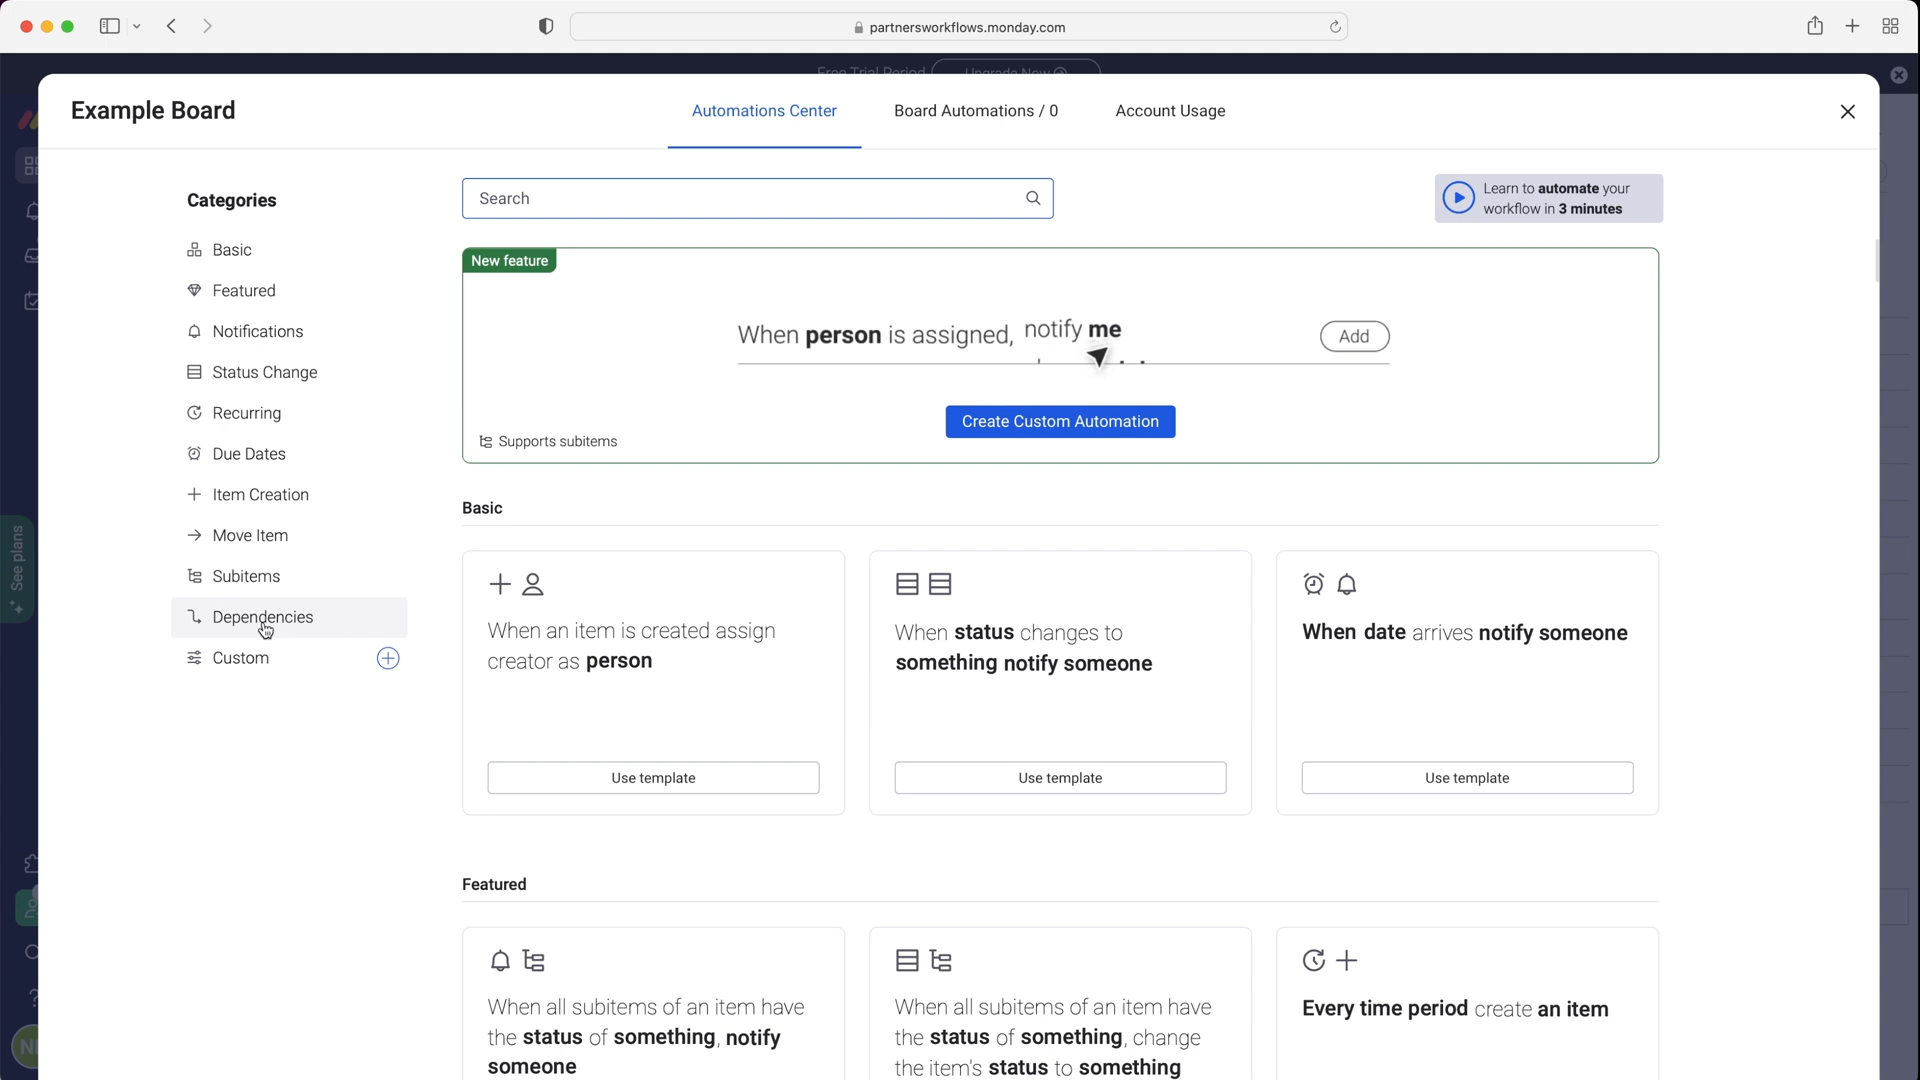 partnersworkflows.monday.com
Free Trial Period
Upgrade Now
Example Board
Automations Center
Board Automations / 0
Account Usage
Categories
Basic
Featured
Notifications
Status Change
Recurring
Due Dates
Item Creation
Move Item
Subitems
Dependencies
Custom
See plans
Search
Learn to automate your
workflow in 3 minutes
New feature
When person is assigned, notify me
Add
Create Custom Automation
Supports subitems
Basic
When an item is created assign
creator as person
Use template
When status changes to
something notify someone
Use template
When date arrives notify someone
Use template
Featured
When all subitems of an item have
the status of something, notify
someone
When all subitems of an item have
the status of something, change
the item's status to something
Every time period create an item